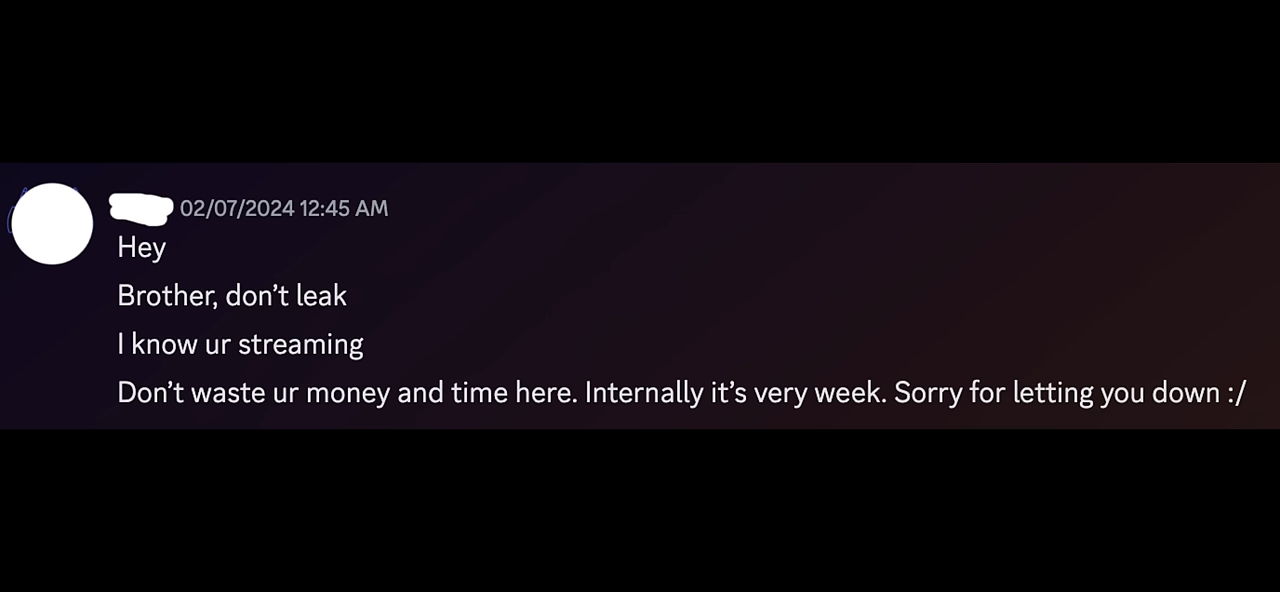 02/07/2024 12:45 AM
Hey
Brother, don’t leak
I know ur streaming
Don’t waste ur money and time here. Internally it’s very week. Sorry for letting you down :/